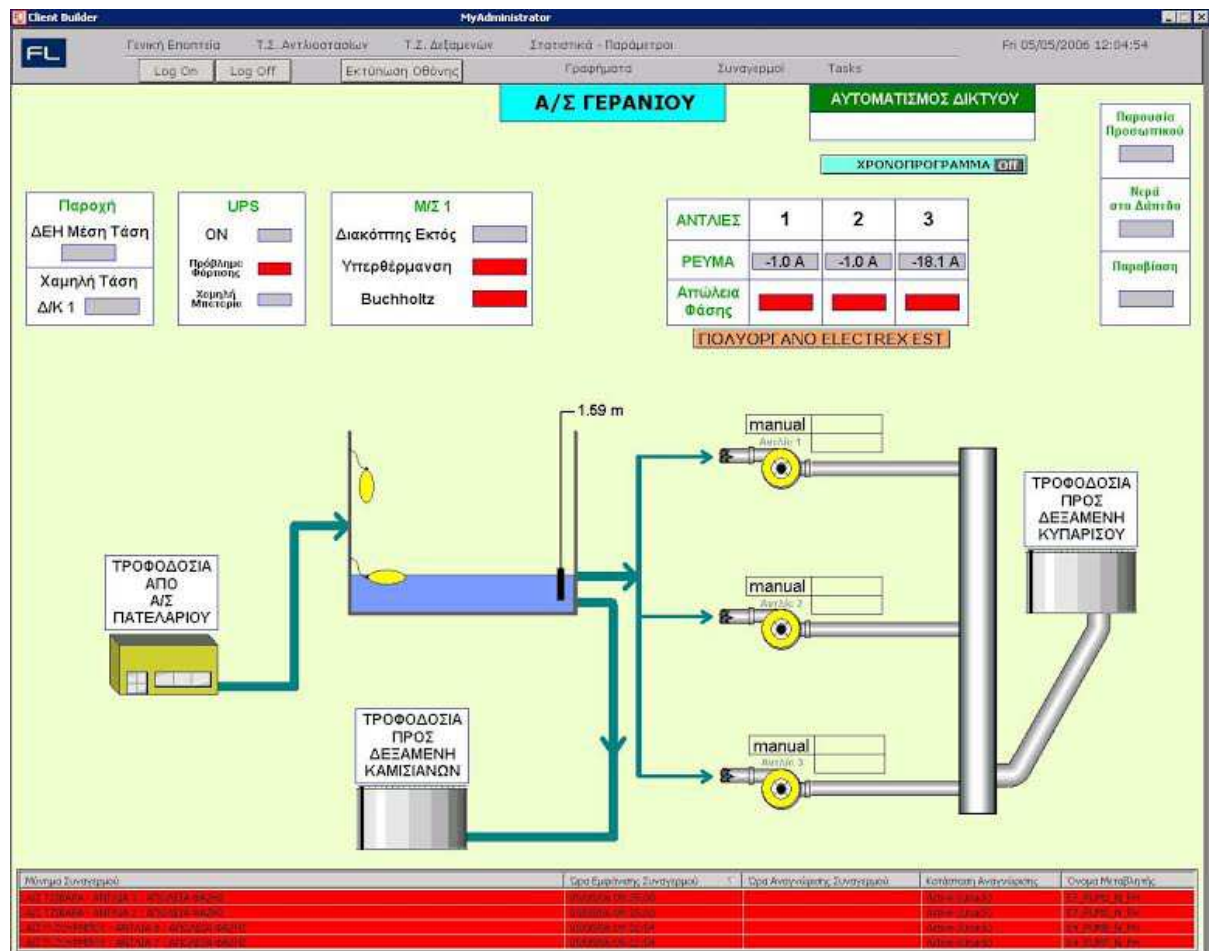 Client Builder
MyAdministrator
FL
Γενική Εποπτεία Τ.Σ. Αντλιοστασίων Τ.Σ. Δεξαμενών Στατιστικά - Παράμετροι
Fri 05/05/2006 12:04:54
Log On Log Off Εκτύπωση Οθόνης Γραφήματα Συναγερμοί Tasks
Α/Σ ΓΕΡΑΝΙΟΥ
ΑΥΤΟΜΑΤΙΣΜΟΣ ΔΙΚΤΥΟΥ
ΧΡΟΝΟΠΡΟΓΡΑΜΜΑ Off
Παρουσία
Προσωπικού
Νερά
στο Δάπεδο
Παραβίαση
Παροχή
ΔΕΗ Μέση Τάση
Χαμηλή Τάση
Δ/Κ 1
UPS
ON
Πρόβλημα
Φόρτισης
Χαμηλή
Μπαταρία
Μ/Σ 1
Διακόπτης Εκτός
Υπερθέρμανση
Buchholtz
ΑΝΤΛΙΕΣ 1 2 3
ΡΕΥΜΑ -1.0 A -1.0 A -18.1 A
Απώλεια
Φάσης
ΠΟΛΥΟΡΓΑΝΟ ELECTREX EST
1.59 m
manual
Αντλία 1
manual
Αντλία 2
manual
Αντλία 3
ΤΡΟΦΟΔΟΣΙΑ
ΠΡΟΣ
ΔΕΞΑΜΕΝΗ
ΚΥΠΑΡΙΣΟΥ
ΤΡΟΦΟΔΟΣΙΑ
ΑΠΟ
Α/Σ
ΠΑΤΕΛΑΡΙΟΥ
ΤΡΟΦΟΔΟΣΙΑ
ΠΡΟΣ
ΔΕΞΑΜΕΝΗ
ΚΑΜΙΣΙΑΝΩΝ
Μύνημα Συναγερμού Ώρα Εμφάνισης Συναγερμού Ώρα Αναγνώρισης Συναγερμού Κατάσταση Αναγνώρισης Όνομα Μεταβλητής